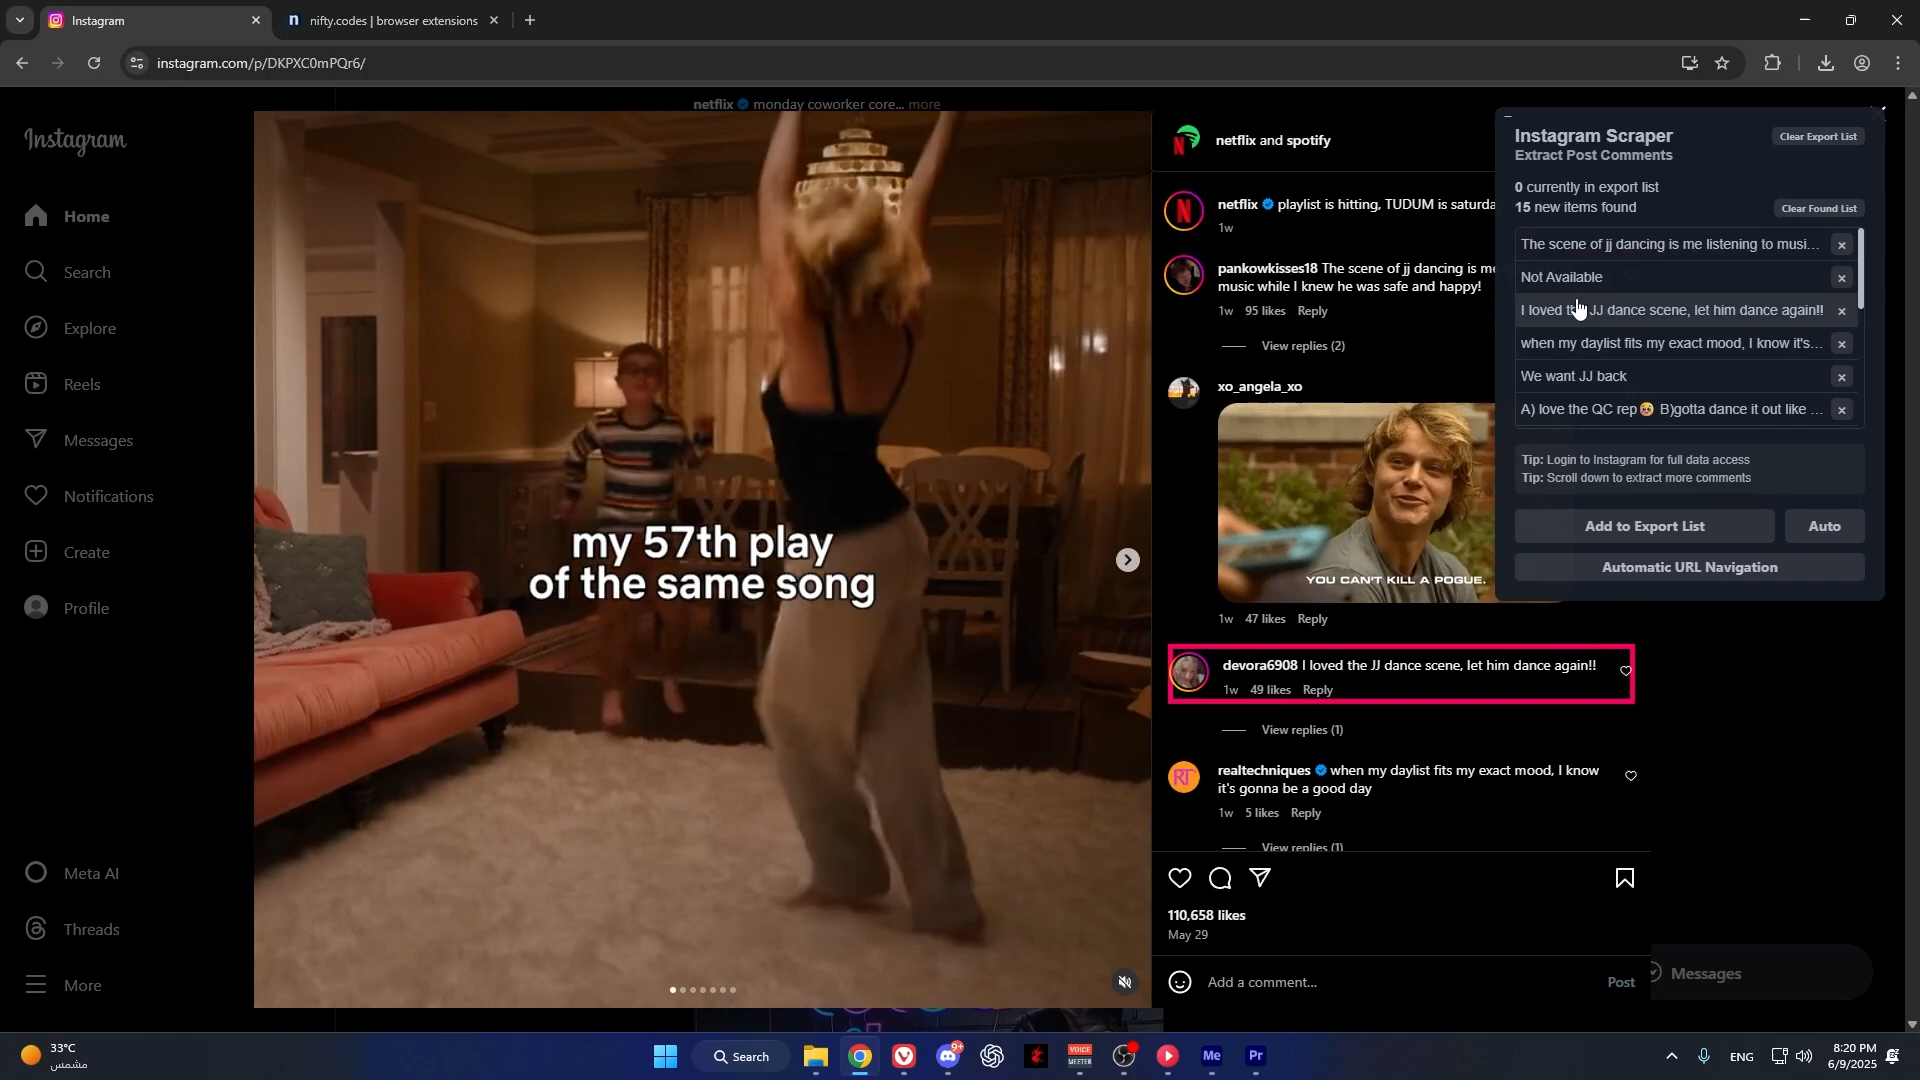 Instagram
nifty.codes | browser extensions
instagram.com/p/DKPXC0mPQr6/
netflix monday coworker core... more
Instagram
Home
Search
Explore
Reels
Messages
Notifications
Create
Profile
Meta AI
Threads
More
my 57th play
of the same song
netflix and spotify
netflix playlist is hitting, TUDUM is saturda
1w
pankowkisses18 The scene of jj dancing is me
music while I knew he was safe and happy!
1w 95 likes Reply
View replies (2)
xo_angela_xo
YOU CAN'T KILL A POGUE.
1w 47 likes Reply
devora6908 I loved the JJ dance scene, let him dance again!!
1w 49 likes Reply
View replies (1)
RT
realtechniques when my daylist fits my exact mood, I know
it's gonna be a good day
1w 5 likes Reply
View replies (1)
110,658 likes
May 29
Add a comment...
Post
Messages
Instagram Scraper
Clear Export List
Extract Post Comments
0 currently in export list
15 new items found
Clear Found List
The scene of jj dancing is me listening to musi...
Not Available
I loved the JJ dance scene, let him dance again!!
when my daylist fits my exact mood, I know it's...
We want JJ back
A) love the QC rep🥹 B)gotta dance it out like ...
Tip: Login to Instagram for full data access
Tip: Scroll down to extract more comments
Add to Export List
Auto
Automatic URL Navigation
33°C
مشمس
Search
9+
VOICE
MEETER
Me
Pr
ENG
8:20 PM
6/9/2025